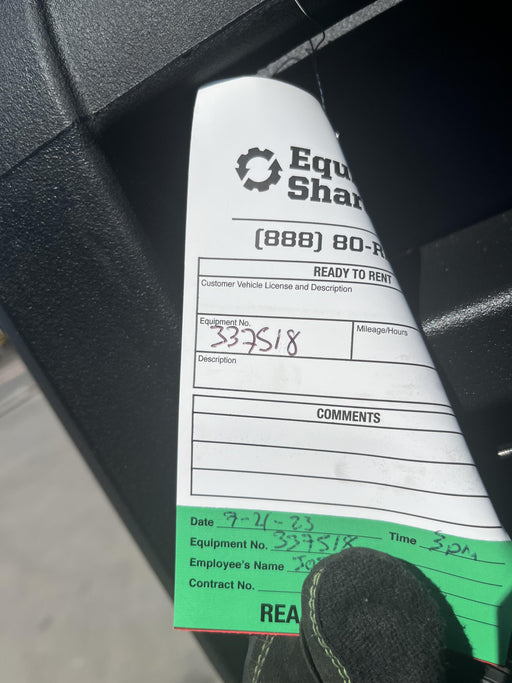 Equ
Shar
(888) 80-R
READY TO RENT
Customer Vehicle License and Description
Equipment No. Mileage/Hours
337518
Description
COMMENTS
Date 9-21-23
Equipment No. 337518 Time 3pm
Employee's Name
Contract No.
REA